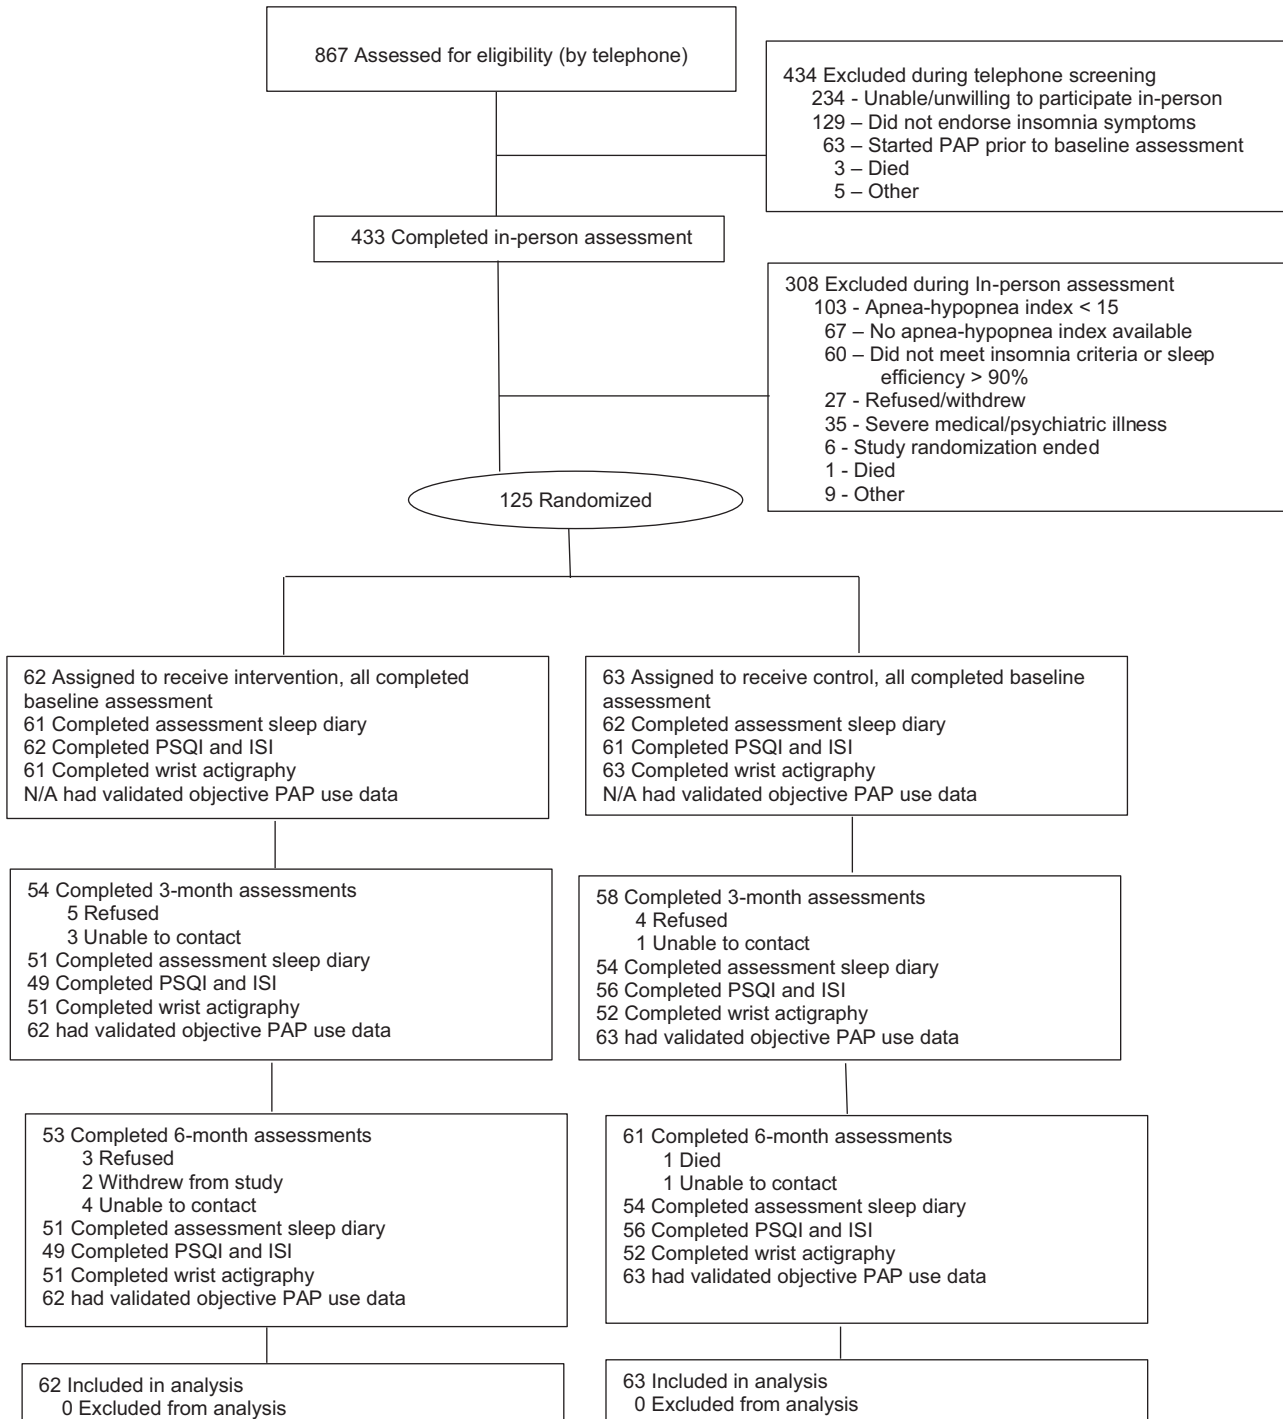 867 Assessed for eligibility (by telephone)
434 Excluded during telephone screening
234 - Unable/unwilling to participate in-person
129 – Did not endorse insomnia symptoms
63 – Started PAP prior to baseline assessment
3 – Died
5 – Other
433 Completed in-person assessment
308 Excluded during In-person assessment
103 - Apnea-hypopnea index < 15
67 - No apnea-hypopnea index available
60 – Did not meet insomnia criteria or sleep
efficiency > 90%
27 - Refused/withdrew
35 - Severe medical/psychiatric illness
6 - Study randomization ended
1 - Died
9 - Other
125 Randomized
62 Assigned to receive intervention, all completed
baseline assessment
61 Completed assessment sleep diary
62 Completed PSQI and ISI
61 Completed wrist actigraphy
N/A had validated objective PAP use data
63 Assigned to receive control, all completed baseline
assessment
62 Completed assessment sleep diary
61 Completed PSQI and ISI
63 Completed wrist actigraphy
N/A had validated objective PAP use data
54 Completed 3-month assessments
5 Refused
3 Unable to contact
51 Completed assessment sleep diary
49 Completed PSQI and ISI
51 Completed wrist actigraphy
62 had validated objective PAP use data
58 Completed 3-month assessments
4 Refused
1 Unable to contact
54 Completed assessment sleep diary
56 Completed PSQI and ISI
52 Completed wrist actigraphy
63 had validated objective PAP use data
53 Completed 6-month assessments
3 Refused
2 Withdrew from study
4 Unable to contact
51 Completed assessment sleep diary
49 Completed PSQI and ISI
51 Completed wrist actigraphy
62 had validated objective PAP use data
61 Completed 6-month assessments
1 Died
1 Unable to contact
54 Completed assessment sleep diary
56 Completed PSQI and ISI
52 Completed wrist actigraphy
63 had validated objective PAP use data
62 Included in analysis
0 Excluded from analysis
63 Included in analysis
0 Excluded from analysis